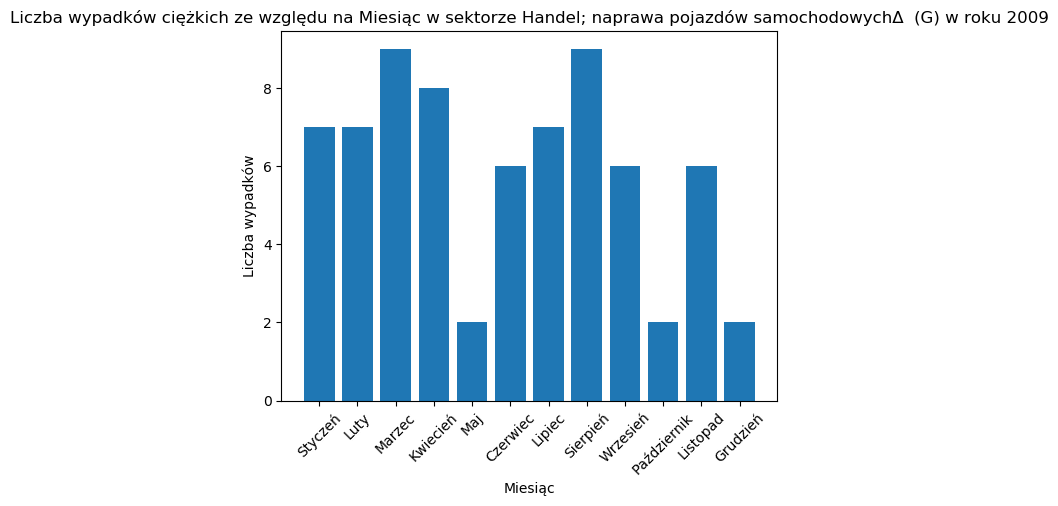 Liczba wypadków ciężkich ze względu na Miesiąc w sektorze Handel; naprawa pojazdów samochodowychΔ  (G) w roku 2009
8
6
4
2
0
Liczba wypadków
Styczeń
Luty
Marzec
Kwiecień
Maj
Czerwiec
Lipiec
Sierpień
Wrzesień
Październik
Listopad
Grudzień
Miesiąc